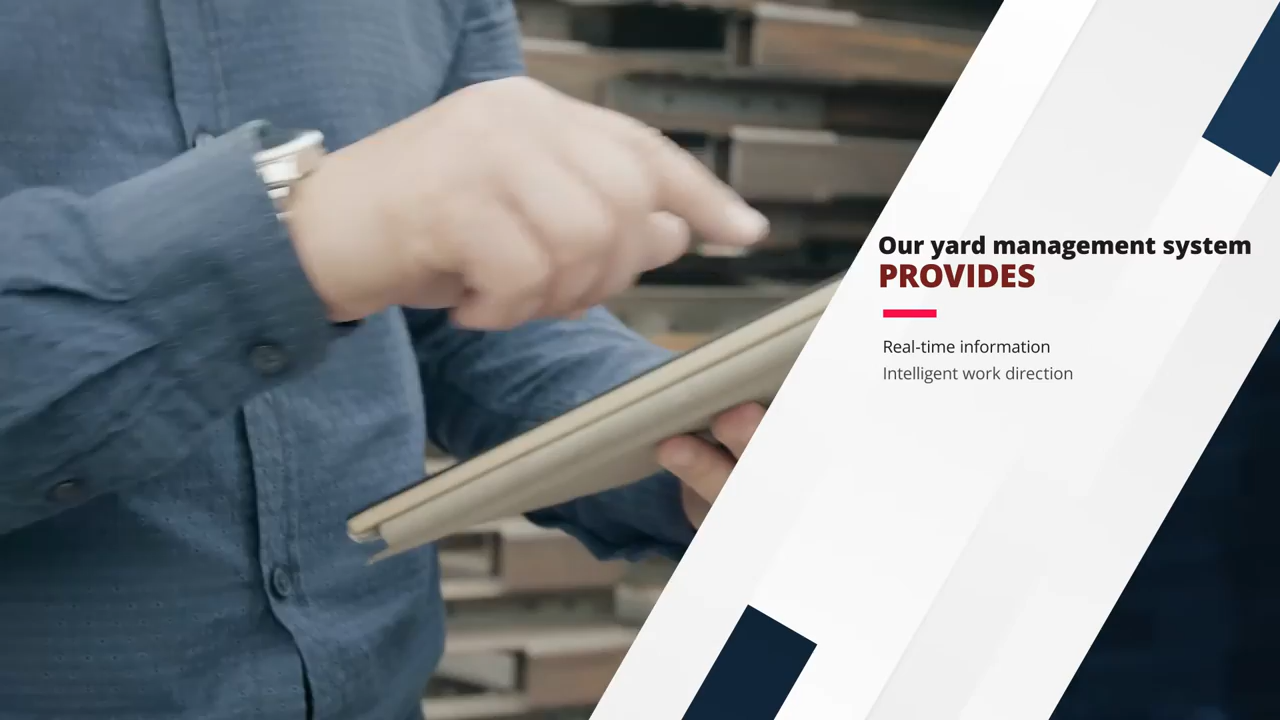 Our yard management system
PROVIDES
Real-time information
Intelligent work direction